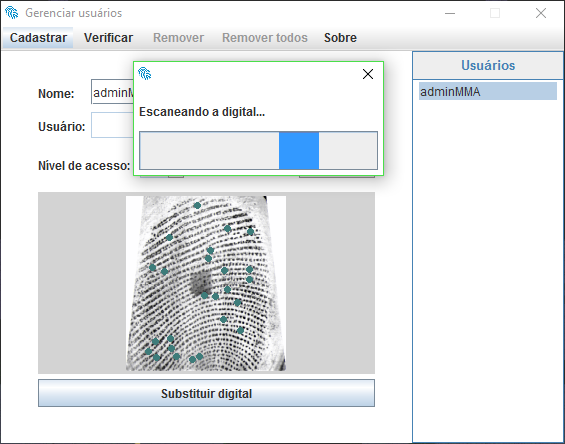 Gerenciar usuários
Cadastrar Verificar Remover Remover todos Sobre
Usuários
adminMMA
Nome: adminM
Escaneando a digital...
Usuário:
Nível de acesso:
Substituir digital